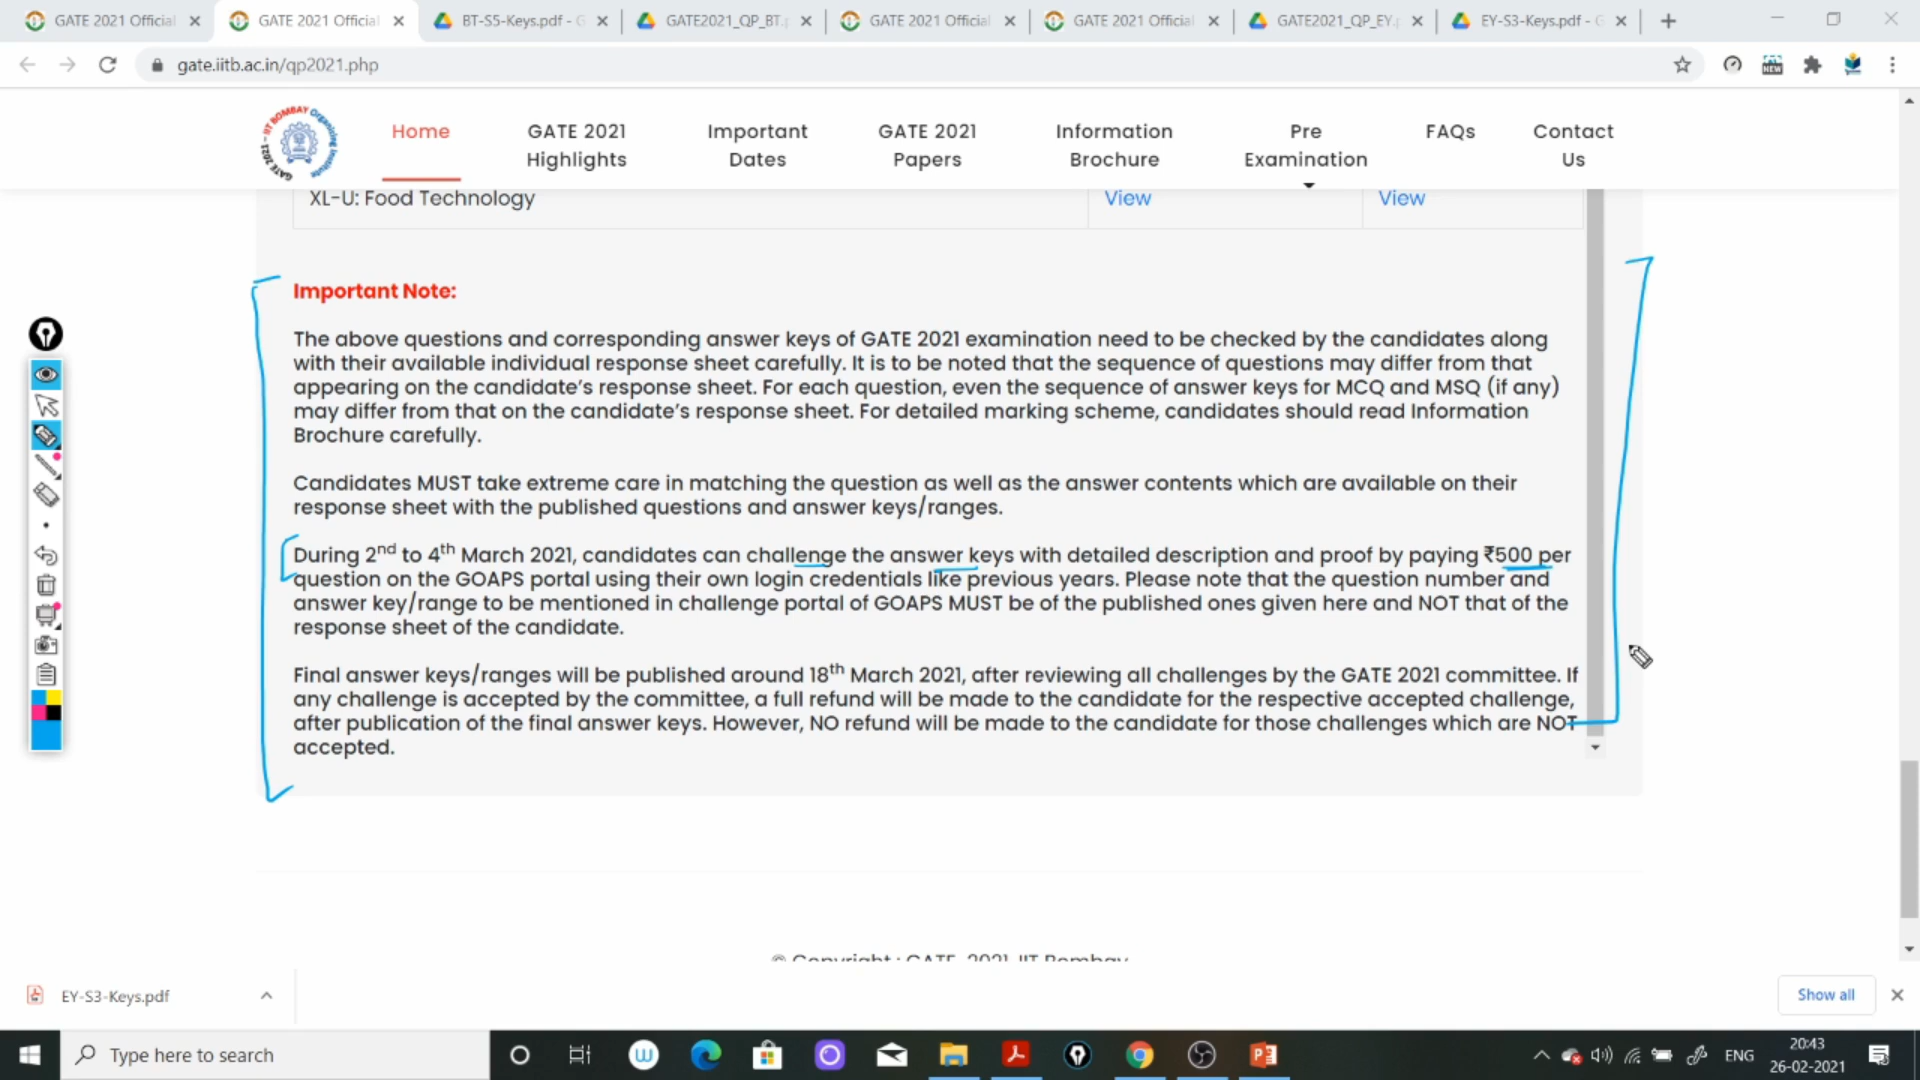 GATE 2021 Official
GATE 2021 Official
BT-S5-Keys.pdf - G
GATE2021_QP_BT.p
GATE 2021 Official
GATE 2021 Official
GATE2021_QP_EY.p
EY-S3-Keys.pdf - G
gate.iitb.ac.in/qp2021.php
NEW
GATE 2021 - IIT BOMBAY Organizing Institute
Home
GATE 2021
Highlights
Important
Dates
GATE 2021
Papers
Information
Brochure
Pre
Examination
FAQs
Contact
Us
XL-U: Food Technology View View
Important Note:
The above questions and corresponding answer keys of GATE 2021 examination need to be checked by the candidates along
with their available individual response sheet carefully. It is to be noted that the sequence of questions may differ from that
appearing on the candidate's response sheet. For each question, even the sequence of answer keys for MCQ and MSQ (if any)
may differ from that on the candidate's response sheet. For detailed marking scheme, candidates should read Information
Brochure carefully.
Candidates MUST take extreme care in matching the question as well as the answer contents which are available on their
response sheet with the published questions and answer keys/ranges.
During 2nd to 4th March 2021, candidates can challenge the answer keys with detailed description and proof by paying ₹500 per
question on the GOAPS portal using their own login credentials like previous years. Please note that the question number and
answer key/range to be mentioned in challenge portal of GOAPS MUST be of the published ones given here and NOT that of the
response sheet of the candidate.
Final answer keys/ranges will be published around 18th March 2021, after reviewing all challenges by the GATE 2021 committee. If
any challenge is accepted by the committee, a full refund will be made to the candidate for the respective accepted challenge,
after publication of the final answer keys. However, NO refund will be made to the candidate for those challenges which are NOT
accepted.
© Copyright : GATE, 2021, IIT Bombay
EY-S3-Keys.pdf
Show all
Type here to search
ENG
20:43
26-02-2021